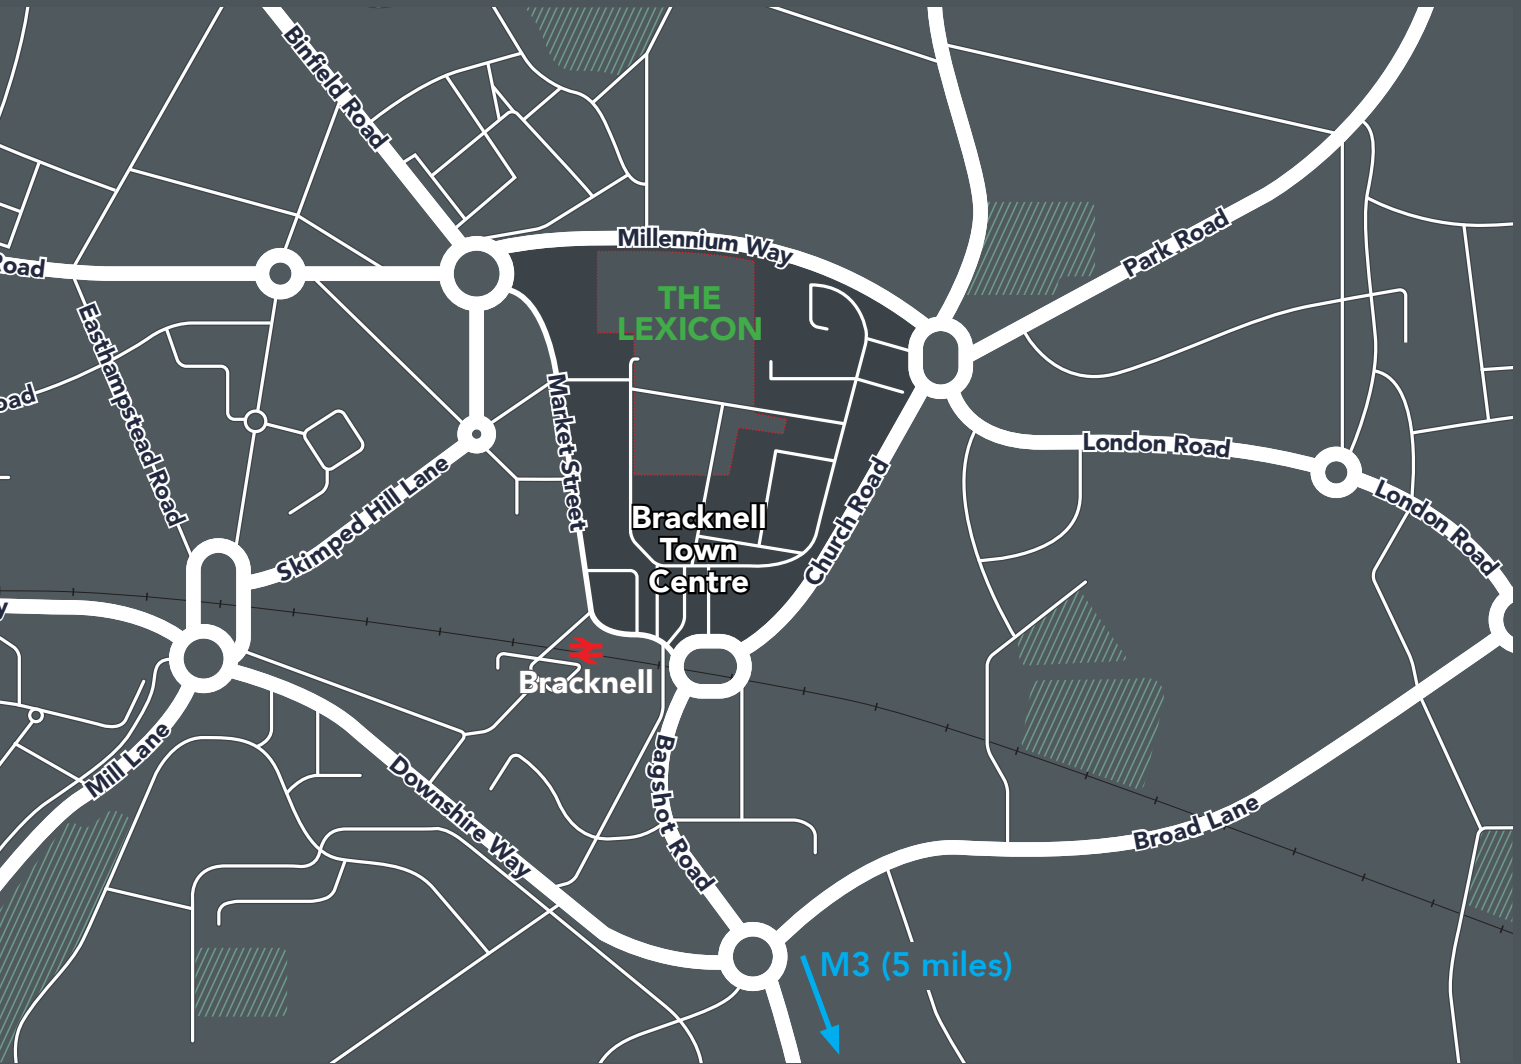 Binfield Road
Millennium Way
Park Road
Road
THE
LEXICON
Easthampstead Road
oad
Market Street
London Road
London Road
Skimped Hill Lane
Church Road
Bracknell
Town
Centre
y
Bracknell
Mill Lane
Downshire Way
Bagshot Road
Broad Lane
M3 (5 miles)